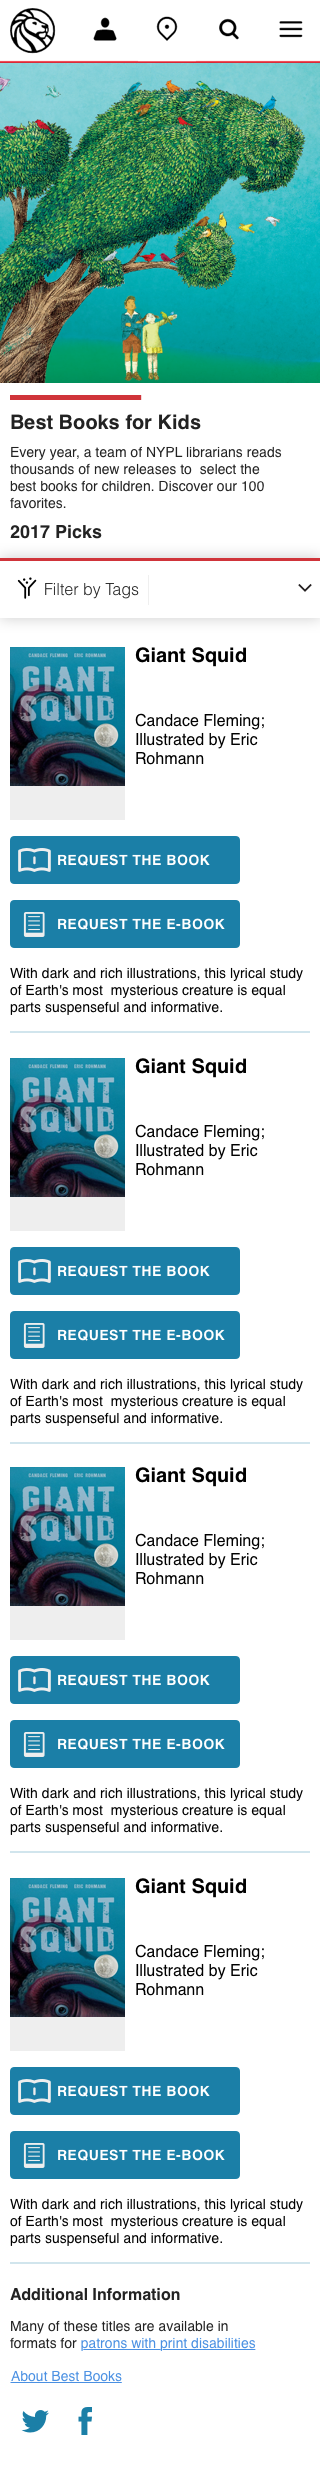 Best Books for Kids
Every year, a team of NYPL librarians reads
thousands of new releases to  select the
best books for children. Discover our 100
favorites.
2017 Picks
Filter by Tags
CANDACE FLEMING ERIC ROHMANN
GIANT
SQUID
Giant Squid
Candace Fleming;
Illustrated by Eric
Rohmann
REQUEST THE BOOK
REQUEST THE E-BOOK
With dark and rich illustrations, this lyrical study
of Earth's most  mysterious creature is equal
parts suspenseful and informative.
CANDACE FLEMING ERIC ROHMANN
GIANT
SQUID
Giant Squid
Candace Fleming;
Illustrated by Eric
Rohmann
REQUEST THE BOOK
REQUEST THE E-BOOK
With dark and rich illustrations, this lyrical study
of Earth's most  mysterious creature is equal
parts suspenseful and informative.
CANDACE FLEMING ERIC ROHMANN
GIANT
SQUID
Giant Squid
Candace Fleming;
Illustrated by Eric
Rohmann
REQUEST THE BOOK
REQUEST THE E-BOOK
With dark and rich illustrations, this lyrical study
of Earth's most  mysterious creature is equal
parts suspenseful and informative.
CANDACE FLEMING ERIC ROHMANN
GIANT
SQUID
Giant Squid
Candace Fleming;
Illustrated by Eric
Rohmann
REQUEST THE BOOK
REQUEST THE E-BOOK
With dark and rich illustrations, this lyrical study
of Earth's most  mysterious creature is equal
parts suspenseful and informative.
Additional Information
Many of these titles are available in
formats for patrons with print disabilities
About Best Books